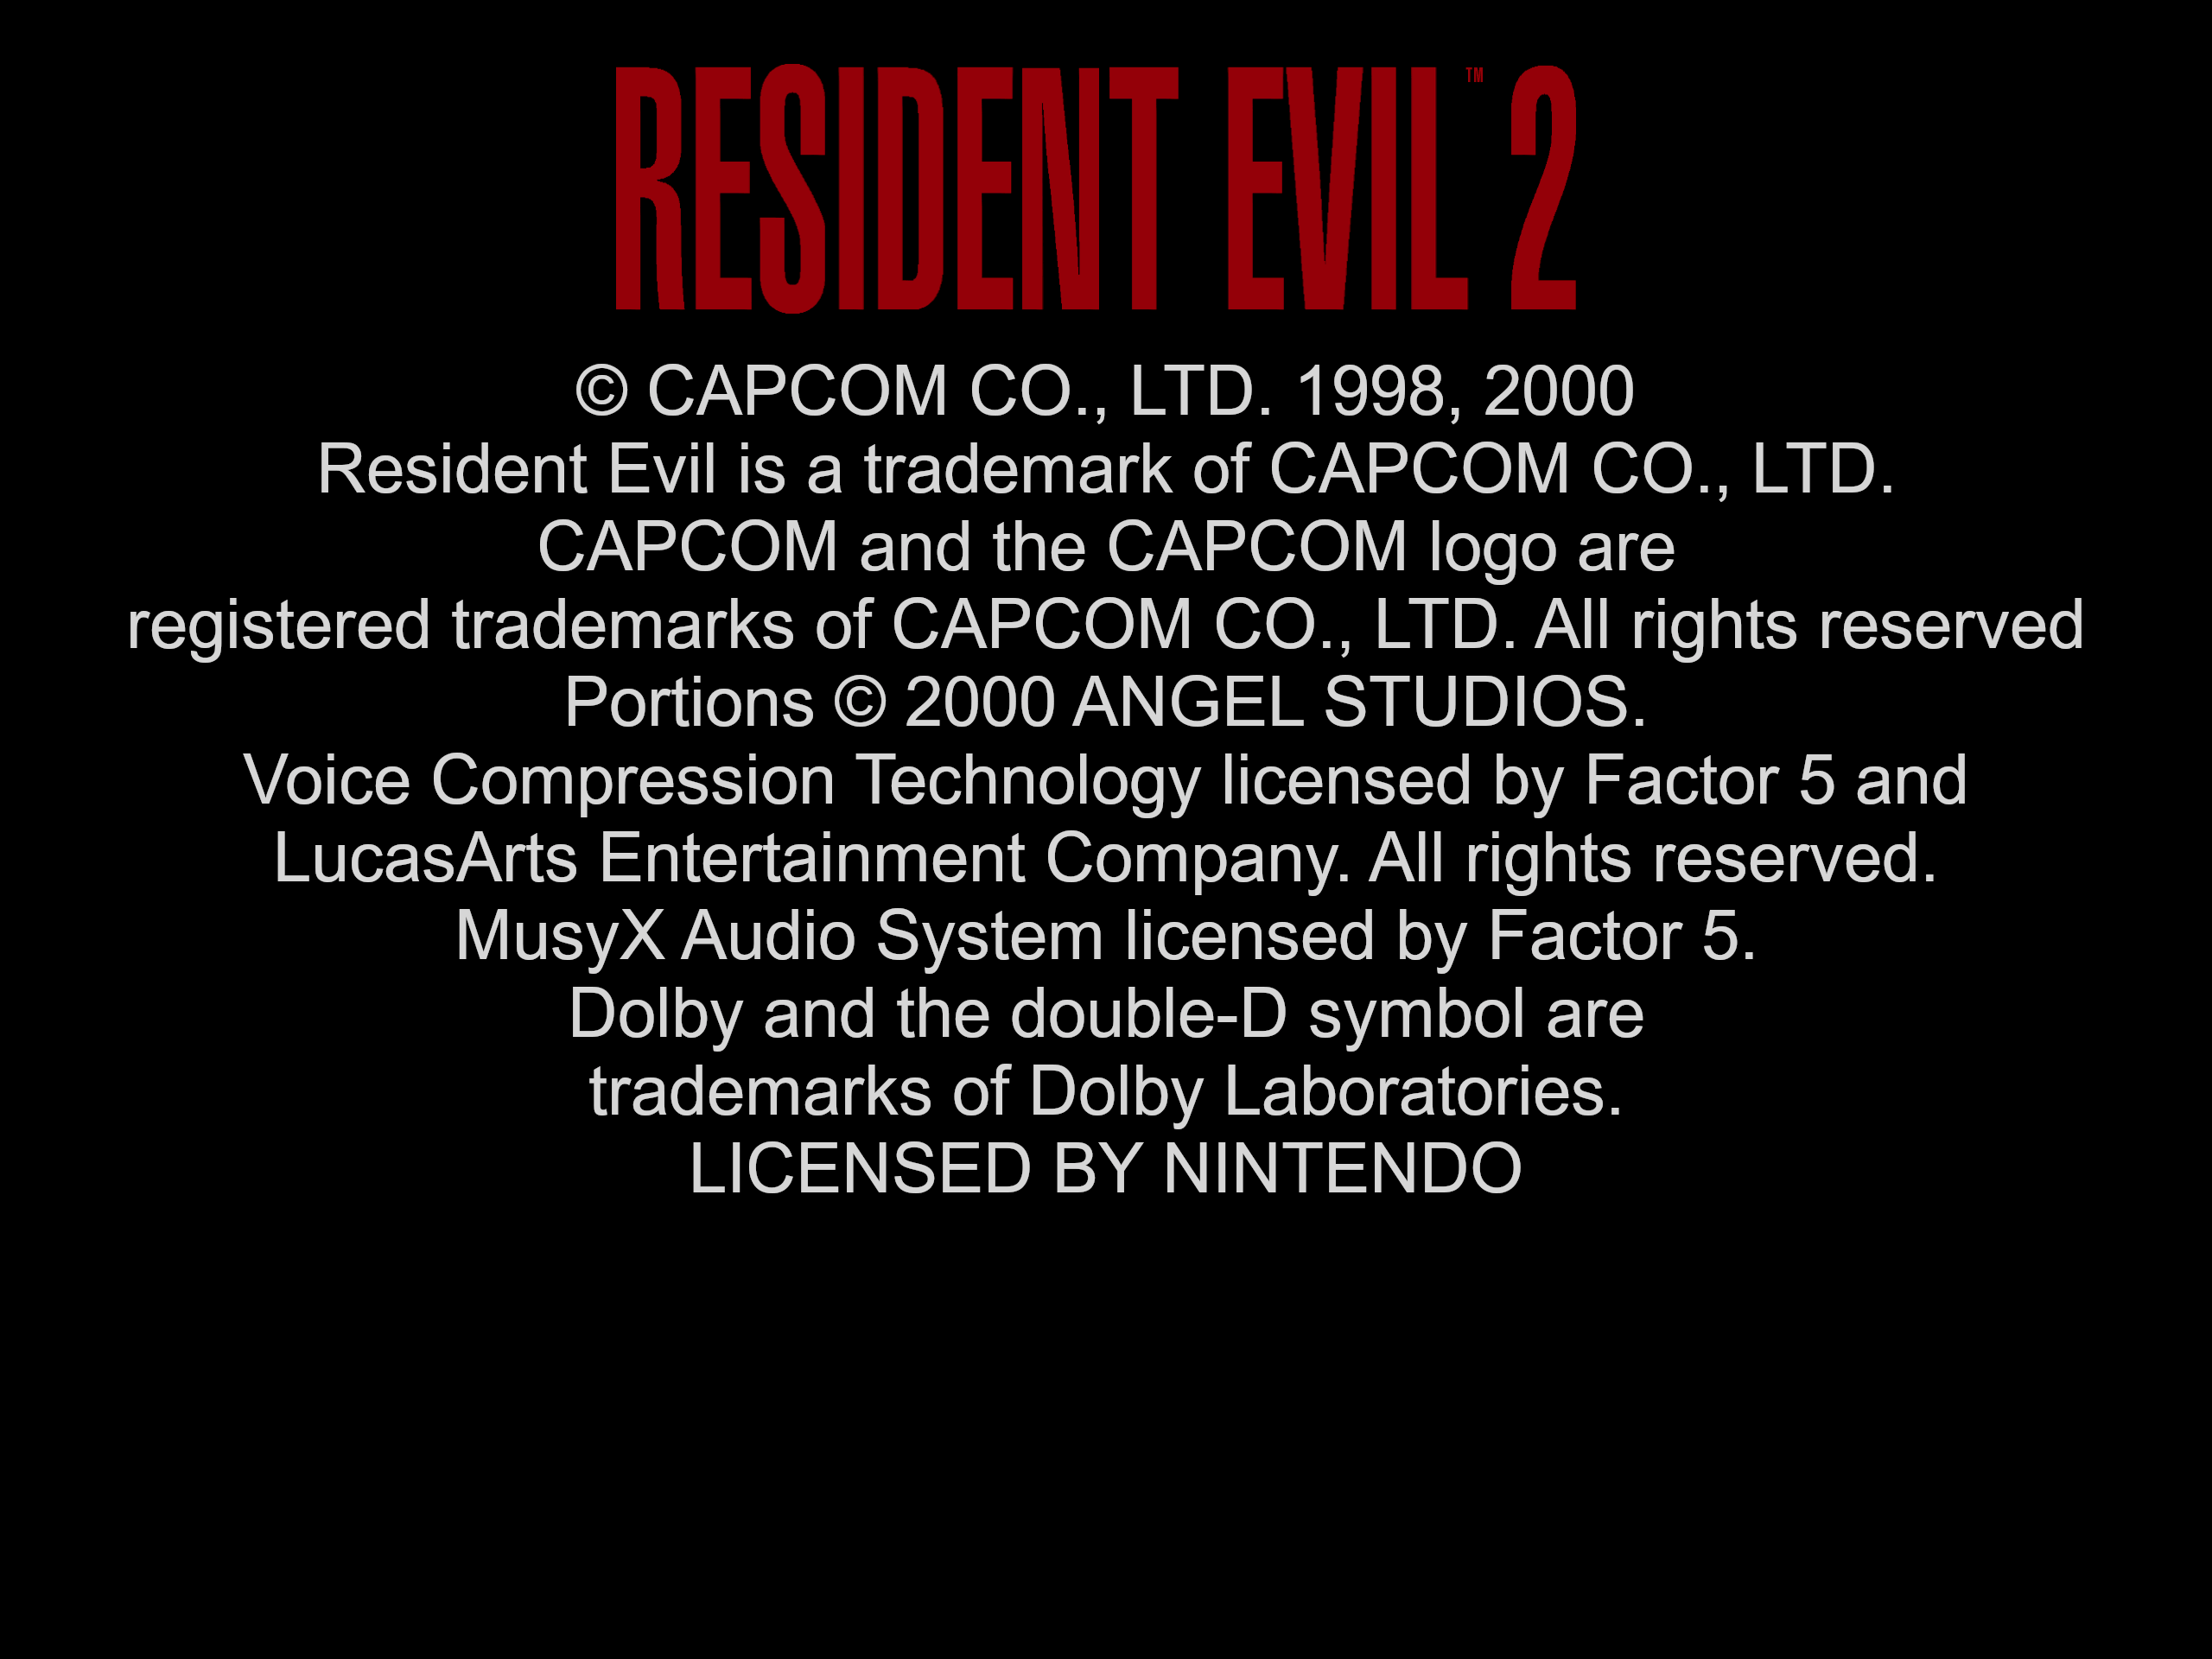 RESIDENT EVIL™ 2
© CAPCOM CO., LTD. 1998, 2000
Resident Evil is a trademark of CAPCOM CO., LTD.
CAPCOM and the CAPCOM logo are
registered trademarks of CAPCOM CO., LTD. All rights reserved
Portions © 2000 ANGEL STUDIOS.
Voice Compression Technology licensed by Factor 5 and
LucasArts Entertainment Company. All rights reserved.
MusyX Audio System licensed by Factor 5.
Dolby and the double-D symbol are
trademarks of Dolby Laboratories.
LICENSED BY NINTENDO